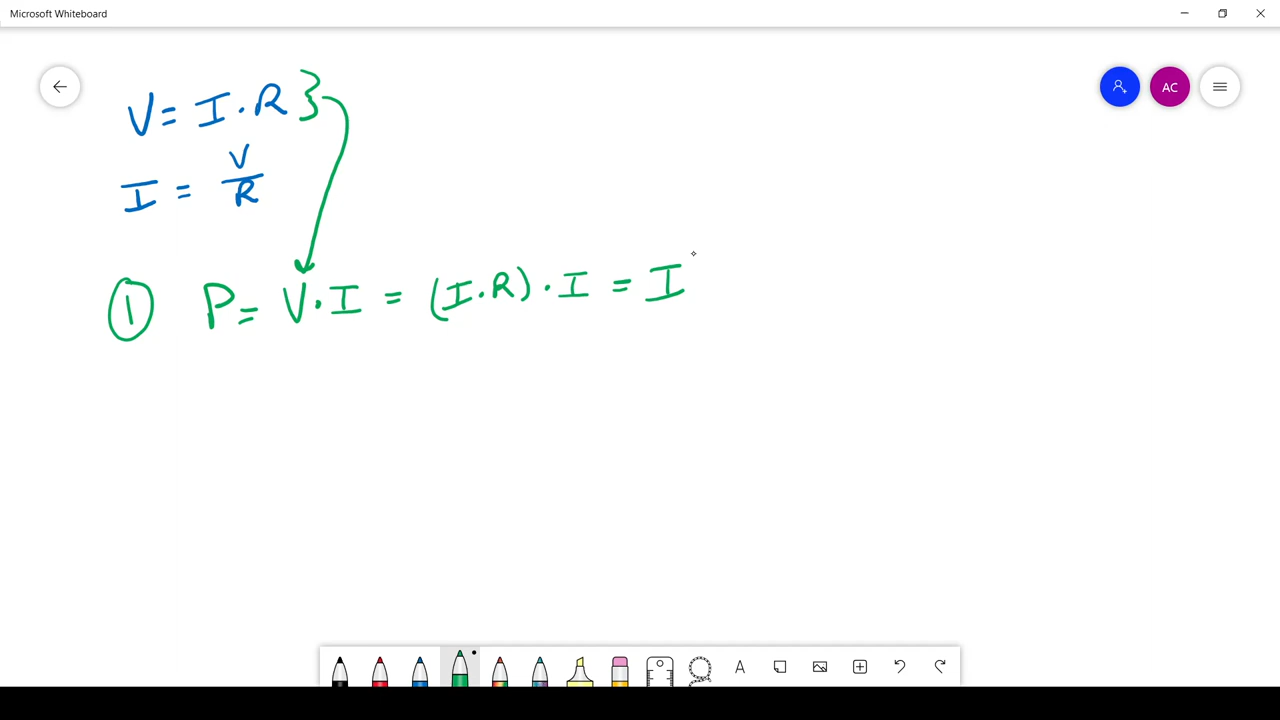 Microsoft Whiteboard
AC
V = I · R }
I = V/R
① P = V · I = (I · R) · I = I
A